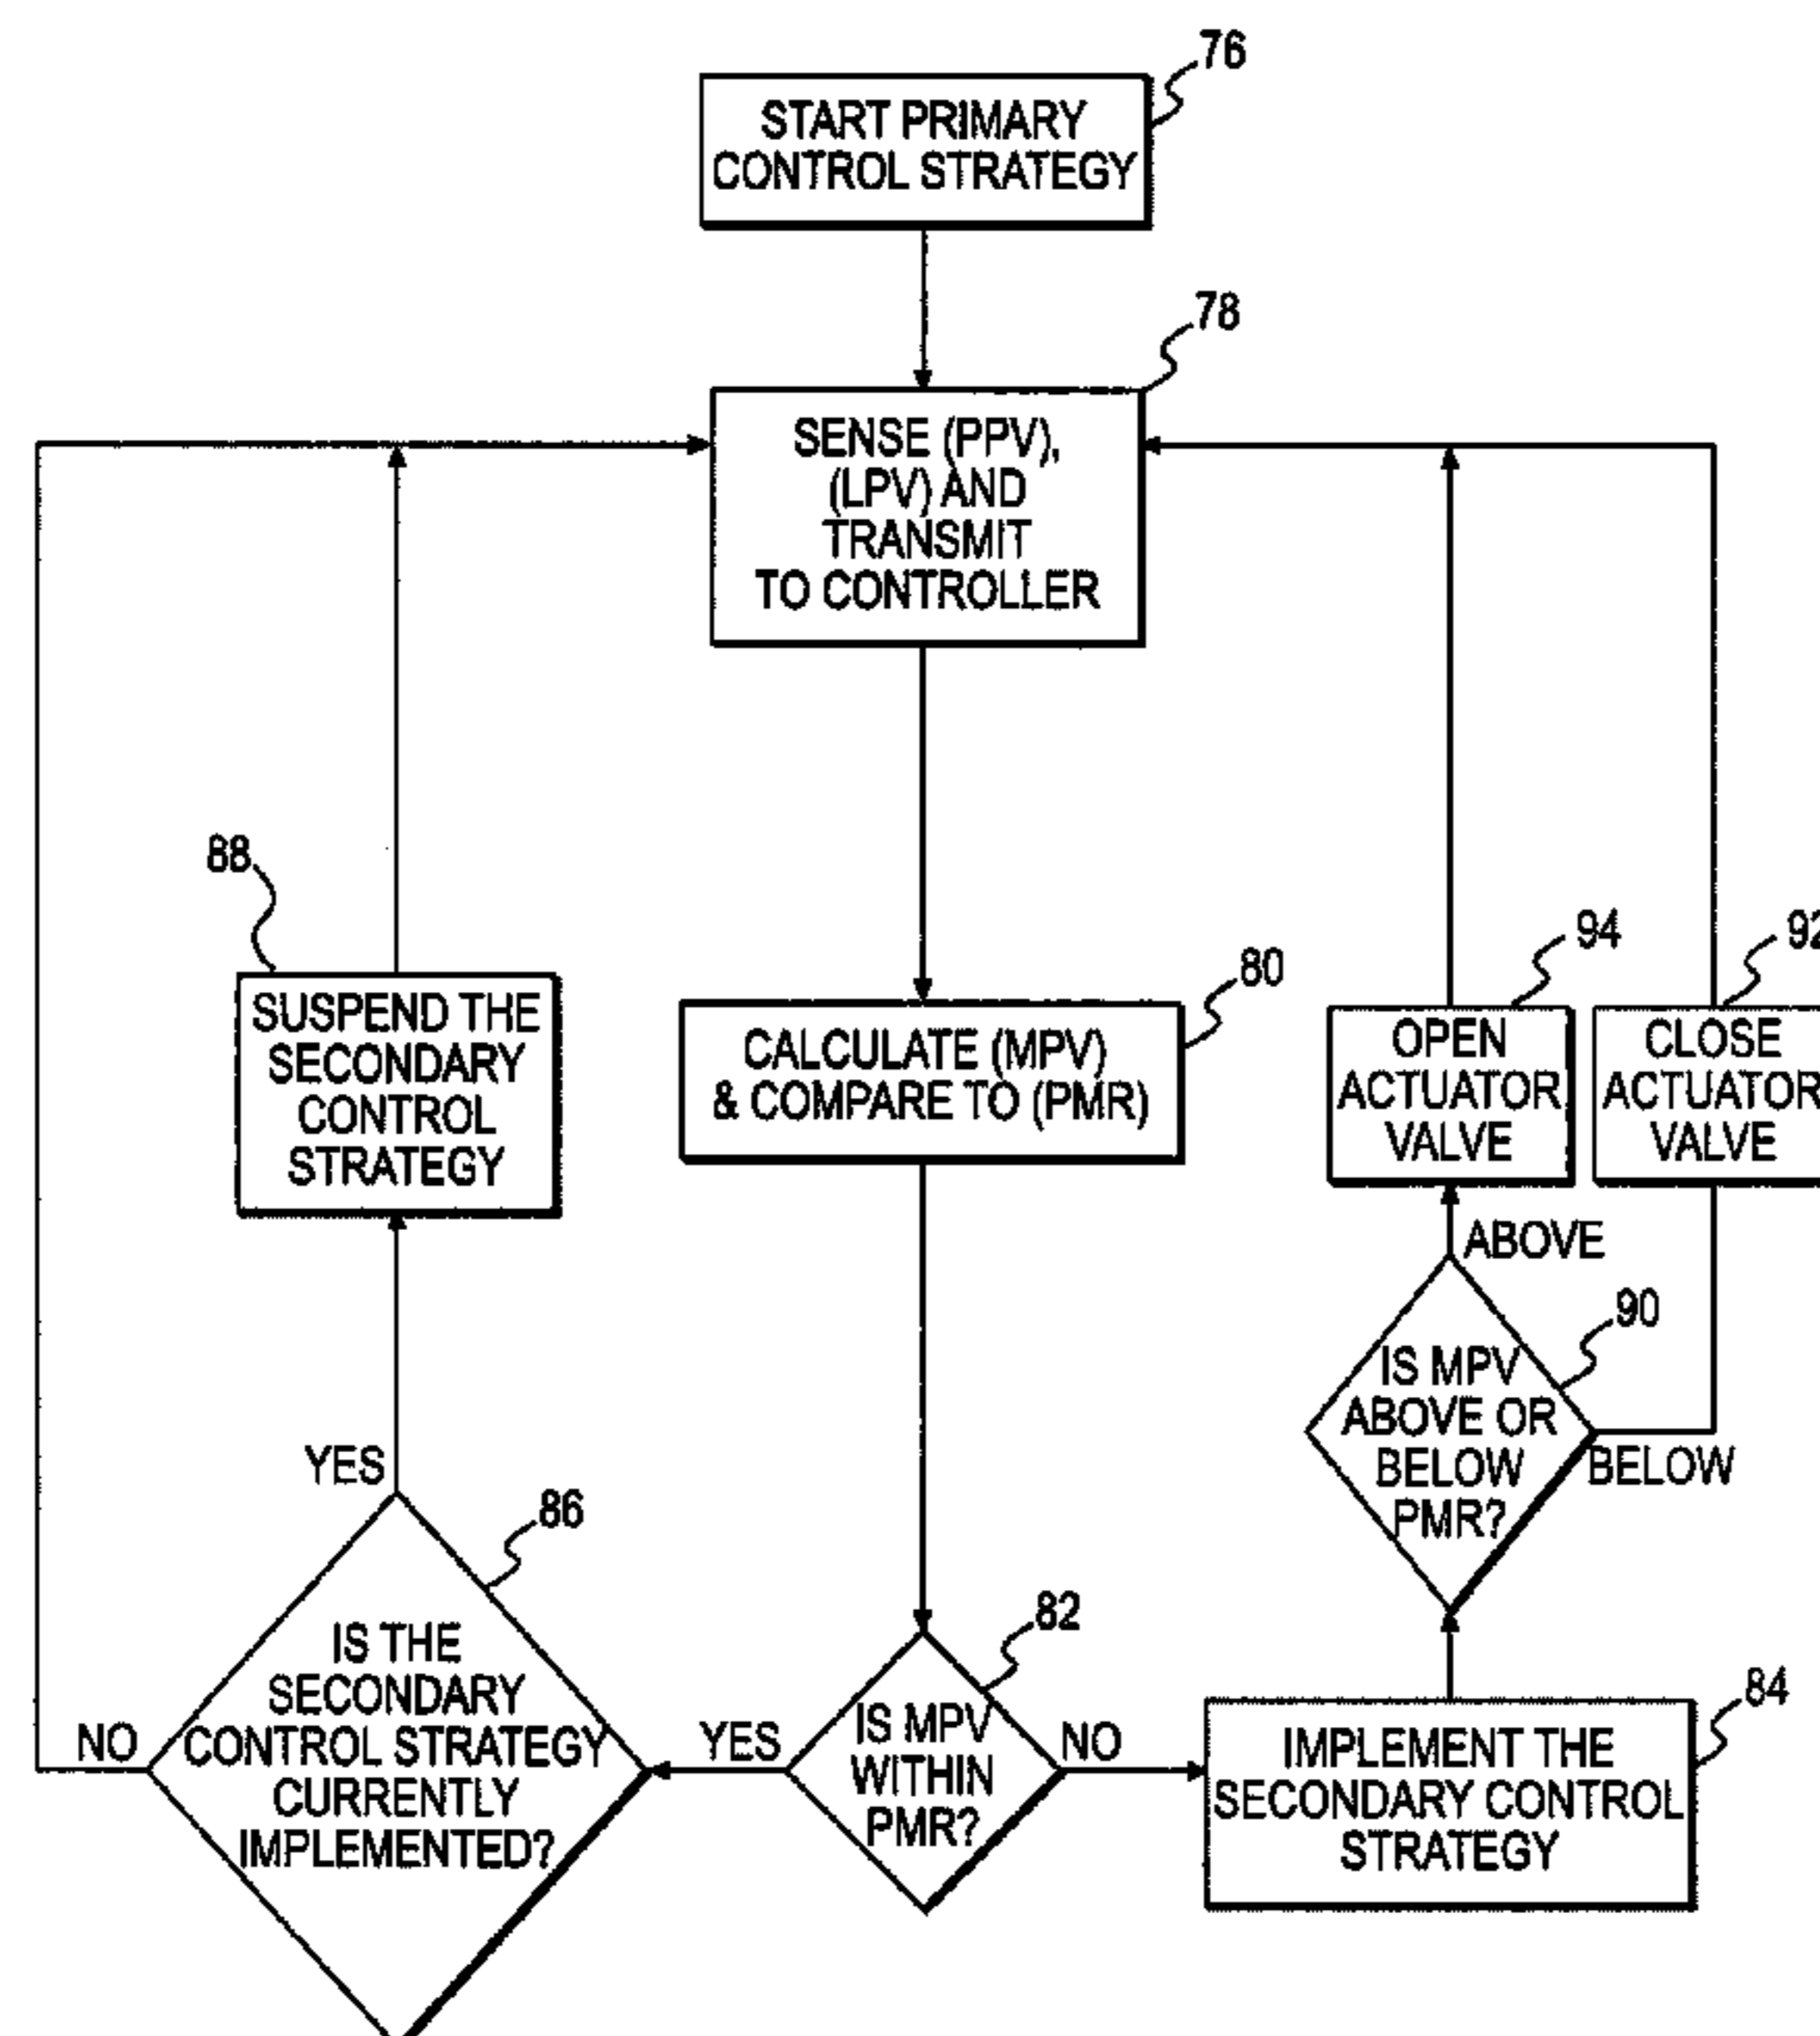 76
START PRIMARY
CONTROL STRATEGY
78
SENSE (PPV),
(LPV) AND
TRANSMIT
TO CONTROLLER
88
SUSPEND THE
SECONDARY
CONTROL
STRATEGY
80
CALCULATE (MPV)
& COMPARE TO (PMR)
94
OPEN
ACTUATOR
VALVE
92
CLOSE
ACTUATOR
VALVE
ABOVE
90
IS MPV
ABOVE OR
BELOW
PMR?
BELOW
YES
86
IS THE
SECONDARY
CONTROL STRATEGY
CURRENTLY
IMPLEMENTED?
NO
82
IS MPV
WITHIN
PMR?
YES
NO
84
IMPLEMENT THE
SECONDARY CONTROL
STRATEGY